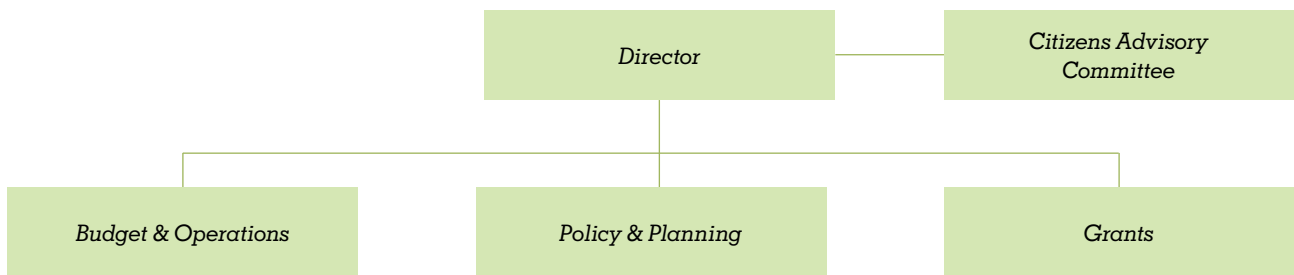 Director
Citizens Advisory
Committee
Budget & Operations
Policy & Planning
Grants